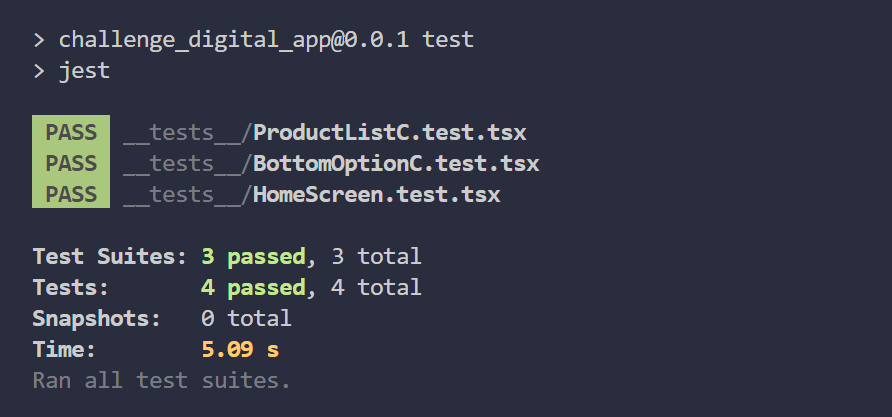 > challenge_digital_app@0.0.1 test
> jest
PASS __tests__/ProductListC.test.tsx
PASS __tests__/BottomOptionC.test.tsx
PASS __tests__/HomeScreen.test.tsx
Test Suites: 3 passed, 3 total
Tests: 4 passed, 4 total
Snapshots: 0 total
Time: 5.09 s
Ran all test suites.